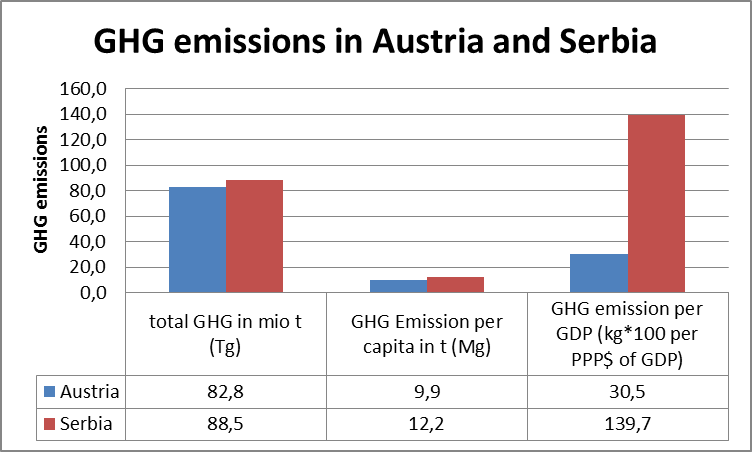 GHG emissions in Austria and Serbia
GHG emissions
160,0
140,0
120,0
100,0
80,0
60,0
40,0
20,0
0,0
total GHG in mio t
(Tg)
GHG Emission per
capita in t (Mg)
GHG emission per
GDP (kg*100 per
PPP$ of GDP)
Austria 82,8 9,9 30,5
Serbia 88,5 12,2 139,7